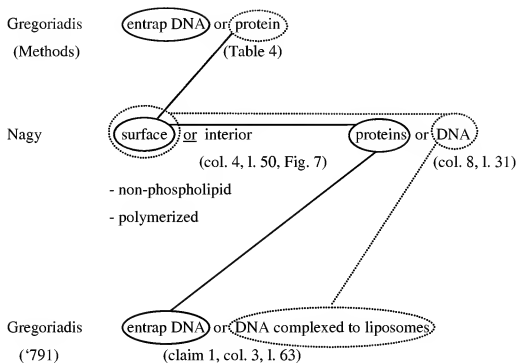 Gregoriadis entrap DNA or protein
(Methods) (Table 4)
Nagy surface or interior proteins or DNA
(col. 4, l. 50, Fig. 7) (col. 8, l. 31)
- non-phospholipid
- polymerized
Gregoriadis entrap DNA or DNA complexed to liposomes
('791) (claim 1, col. 3, l. 63)